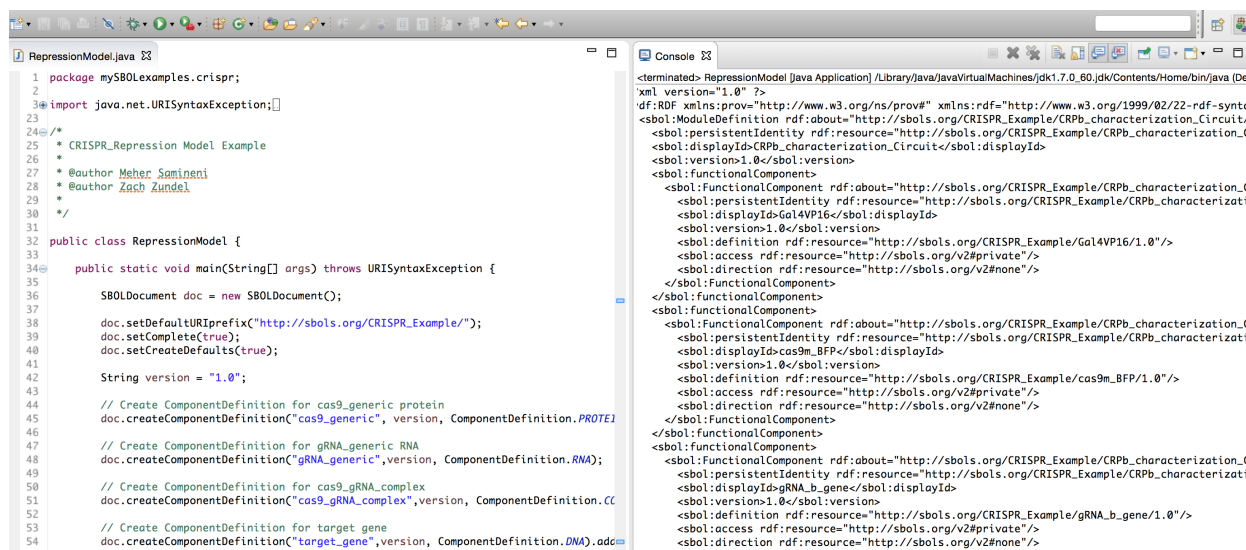 RepressionModel.java
1 package mySBOLexamples.crispr;
2
3 import java.net.URISyntaxException;
23
24 /*
25 * CRISPR_Repression Model Example
26 *
27 * @author Meher Samineni
28 * @author Zach Zundel
29 *
30 */
31
32 public class RepressionModel {
33
34 public static void main(String[] args) throws URISyntaxException {
35
36 SBOLDocument doc = new SBOLDocument();
37
38 doc.setDefaultURIprefix("http://sbols.org/CRISPR_Example/");
39 doc.setComplete(true);
40 doc.setCreateDefaults(true);
41
42 String version = "1.0";
43
44 // Create ComponentDefinition for cas9_generic protein
45 doc.createComponentDefinition("cas9_generic", version, ComponentDefinition.PROTEI
46
47 // Create ComponentDefinition for gRNA_generic RNA
48 doc.createComponentDefinition("gRNA_generic",version, ComponentDefinition.RNA);
49
50 // Create ComponentDefinition for cas9_gRNA_complex
51 doc.createComponentDefinition("cas9_gRNA_complex",version, ComponentDefinition.CO
52
53 // Create ComponentDefinition for target gene
54 doc.createComponentDefinition("target_gene",version, ComponentDefinition.DNA).add
Console
<terminated> RepressionModel [Java Application] /Library/Java/JavaVirtualMachines/jdk1.7.0_60.jdk/Contents/Home/bin/java (De
xml version="1.0" ?>
df:RDF xmlns:prov="http://www.w3.org/ns/prov#" xmlns:rdf="http://www.w3.org/1999/02/22-rdf-synta
<sbol:ModuleDefinition rdf:about="http://sbols.org/CRISPR_Example/CRPb_characterization_Circuit/
<sbol:persistentIdentity rdf:resource="http://sbols.org/CRISPR_Example/CRPb_characterization_C
<sbol:displayId>CRPb_characterization_Circuit</sbol:displayId>
<sbol:version>1.0</sbol:version>
<sbol:functionalComponent>
<sbol:FunctionalComponent rdf:about="http://sbols.org/CRISPR_Example/CRPb_characterization_C
<sbol:persistentIdentity rdf:resource="http://sbols.org/CRISPR_Example/CRPb_characterizati
<sbol:displayId>Gal4VP16</sbol:displayId>
<sbol:version>1.0</sbol:version>
<sbol:definition rdf:resource="http://sbols.org/CRISPR_Example/Gal4VP16/1.0"/>
<sbol:access rdf:resource="http://sbols.org/v2#private"/>
<sbol:direction rdf:resource="http://sbols.org/v2#none"/>
</sbol:FunctionalComponent>
</sbol:functionalComponent>
<sbol:functionalComponent>
<sbol:FunctionalComponent rdf:about="http://sbols.org/CRISPR_Example/CRPb_characterization_C
<sbol:persistentIdentity rdf:resource="http://sbols.org/CRISPR_Example/CRPb_characterizati
<sbol:displayId>cas9m_BFP</sbol:displayId>
<sbol:version>1.0</sbol:version>
<sbol:definition rdf:resource="http://sbols.org/CRISPR_Example/cas9m_BFP/1.0"/>
<sbol:access rdf:resource="http://sbols.org/v2#private"/>
<sbol:direction rdf:resource="http://sbols.org/v2#none"/>
</sbol:FunctionalComponent>
</sbol:functionalComponent>
<sbol:functionalComponent>
<sbol:FunctionalComponent rdf:about="http://sbols.org/CRISPR_Example/CRPb_characterization_C
<sbol:persistentIdentity rdf:resource="http://sbols.org/CRISPR_Example/CRPb_characterizati
<sbol:displayId>gRNA_b_gene</sbol:displayId>
<sbol:version>1.0</sbol:version>
<sbol:definition rdf:resource="http://sbols.org/CRISPR_Example/gRNA_b_gene/1.0"/>
<sbol:access rdf:resource="http://sbols.org/v2#private"/>
<sbol:direction rdf:resource="http://sbols.org/v2#none"/>